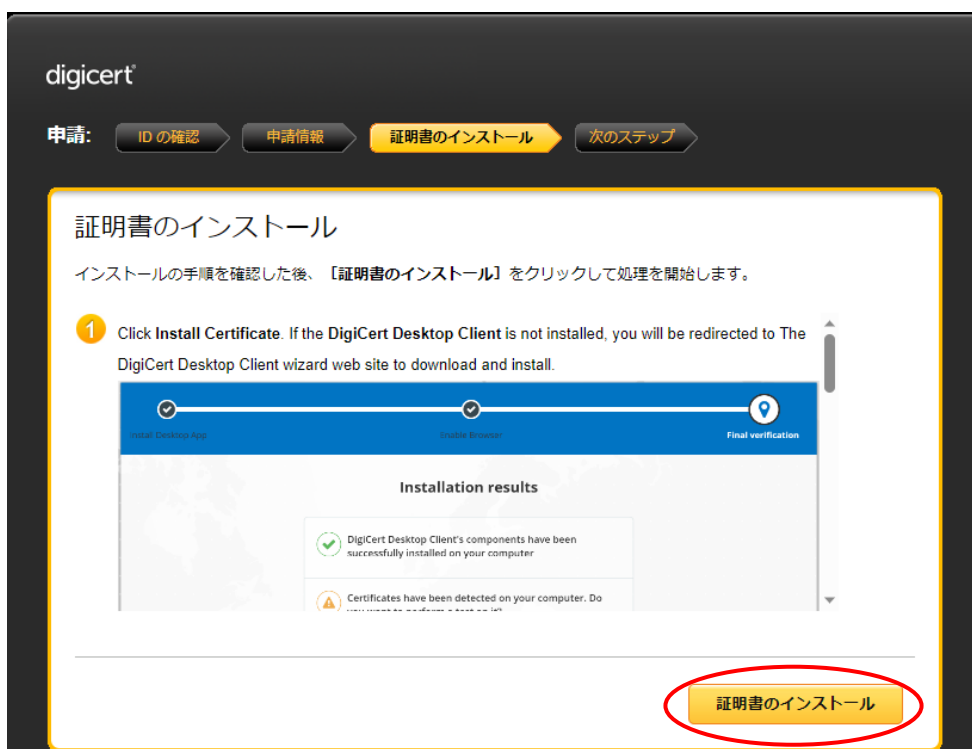 digicert®
申請: ID の確認 申請情報 証明書のインストール 次のステップ
証明書のインストール
インストールの手順を確認した後、［証明書のインストール］をクリックして処理を開始します。
1 Click Install Certificate. If the DigiCert Desktop Client is not installed, you will be redirected to The
DigiCert Desktop Client wizard web site to download and install.
Install Desktop App Enable Browser Final verification
Installation results
DigiCert Desktop Client's components have been
successfully installed on your computer
Certificates have been detected on your computer. Do
you want to perform a test on it?
証明書のインストール